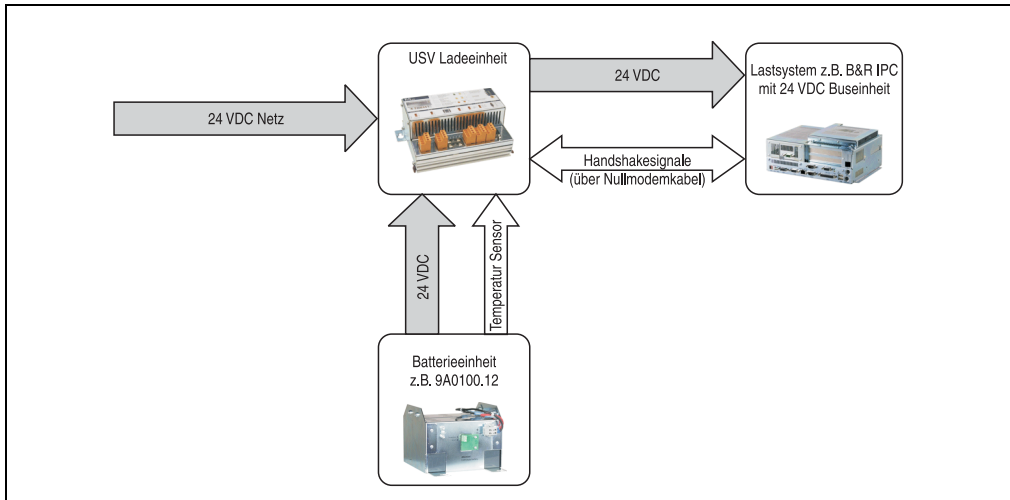 USV Ladeeinheit
24 VDC
Lastsystem z.B. B&R IPC
mit 24 VDC Buseinheit
24 VDC Netz
Handshakesignale
(über Nullmodemkabel)
24 VDC
Temperatur Sensor
Batterieeinheit
z.B. 9A0100.12